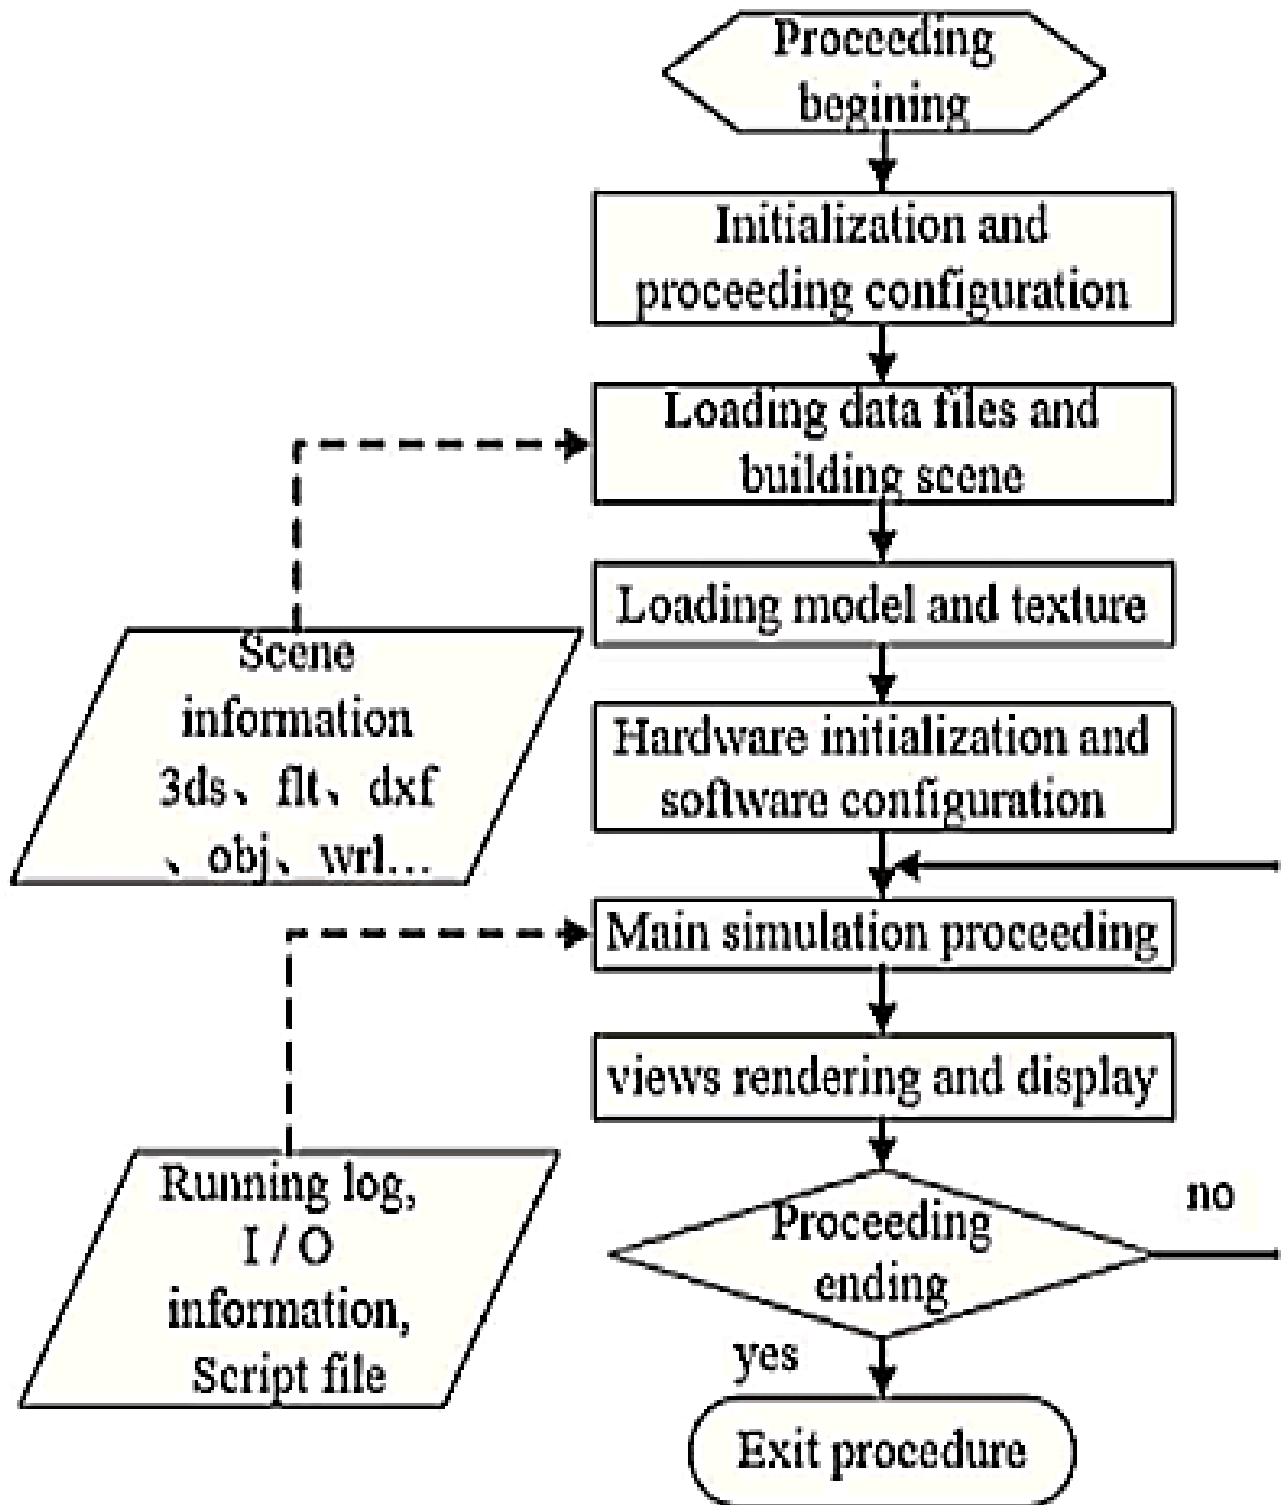 Proceeding
begining
Initialization and
proceeding configuration
Loading data files and
building scene
Loading model and texture
Scene
information
3ds、flt、dxf
、obj、wrl...
Hardware initialization and
software configuration
Main simulation proceeding
views rendering and display
Running log,
I / O
information,
Script file
Proceeding
ending
no
yes
Exit procedure